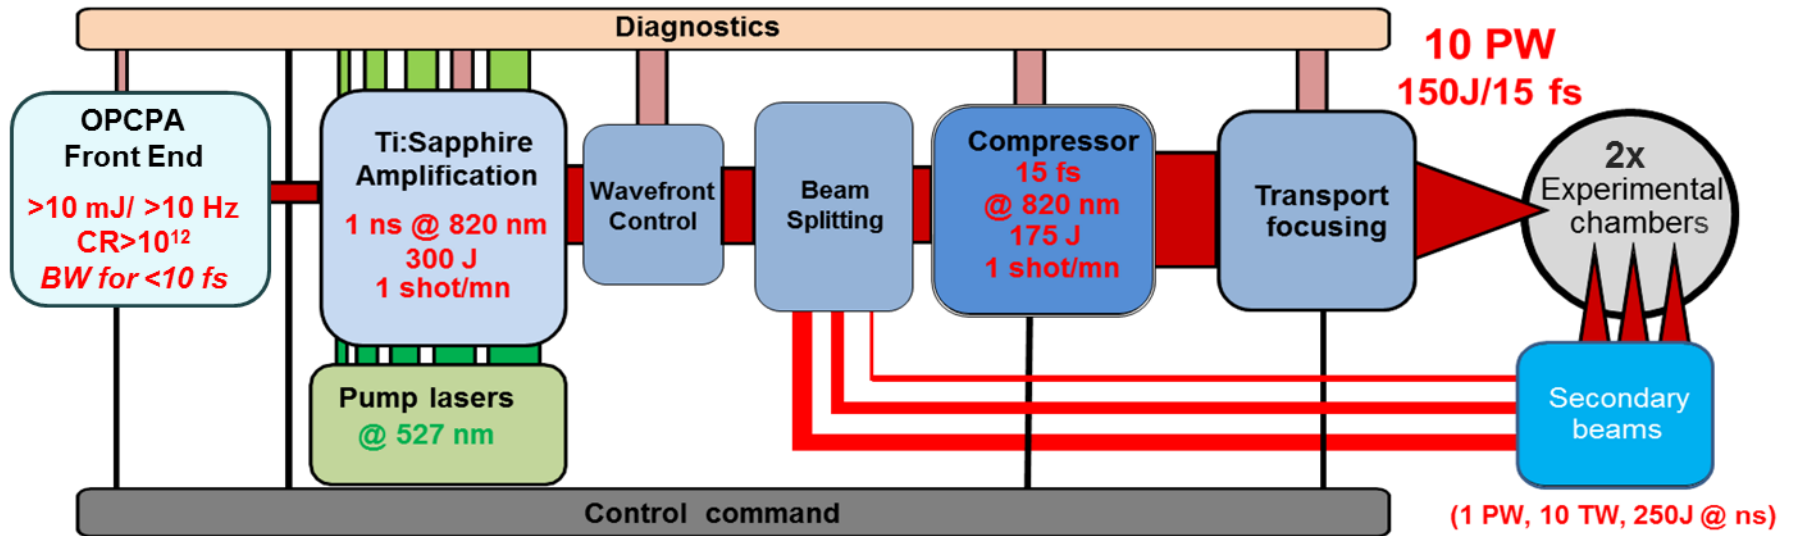 Diagnostics
10 PW
150J/15 fs
OPCPA
Front End
>10 mJ/ >10 Hz
CR>10¹²
BW for <10 fs
Ti:Sapphire
Amplification
1 ns @ 820 nm
300 J
1 shot/mn
Wavefront
Control
Beam
Splitting
Compressor
15 fs
@ 820 nm
175 J
1 shot/mn
Transport
focusing
2x
Experimental
chambers
Pump lasers
@ 527 nm
Secondary
beams
Control command
(1 PW, 10 TW, 250J @ ns)